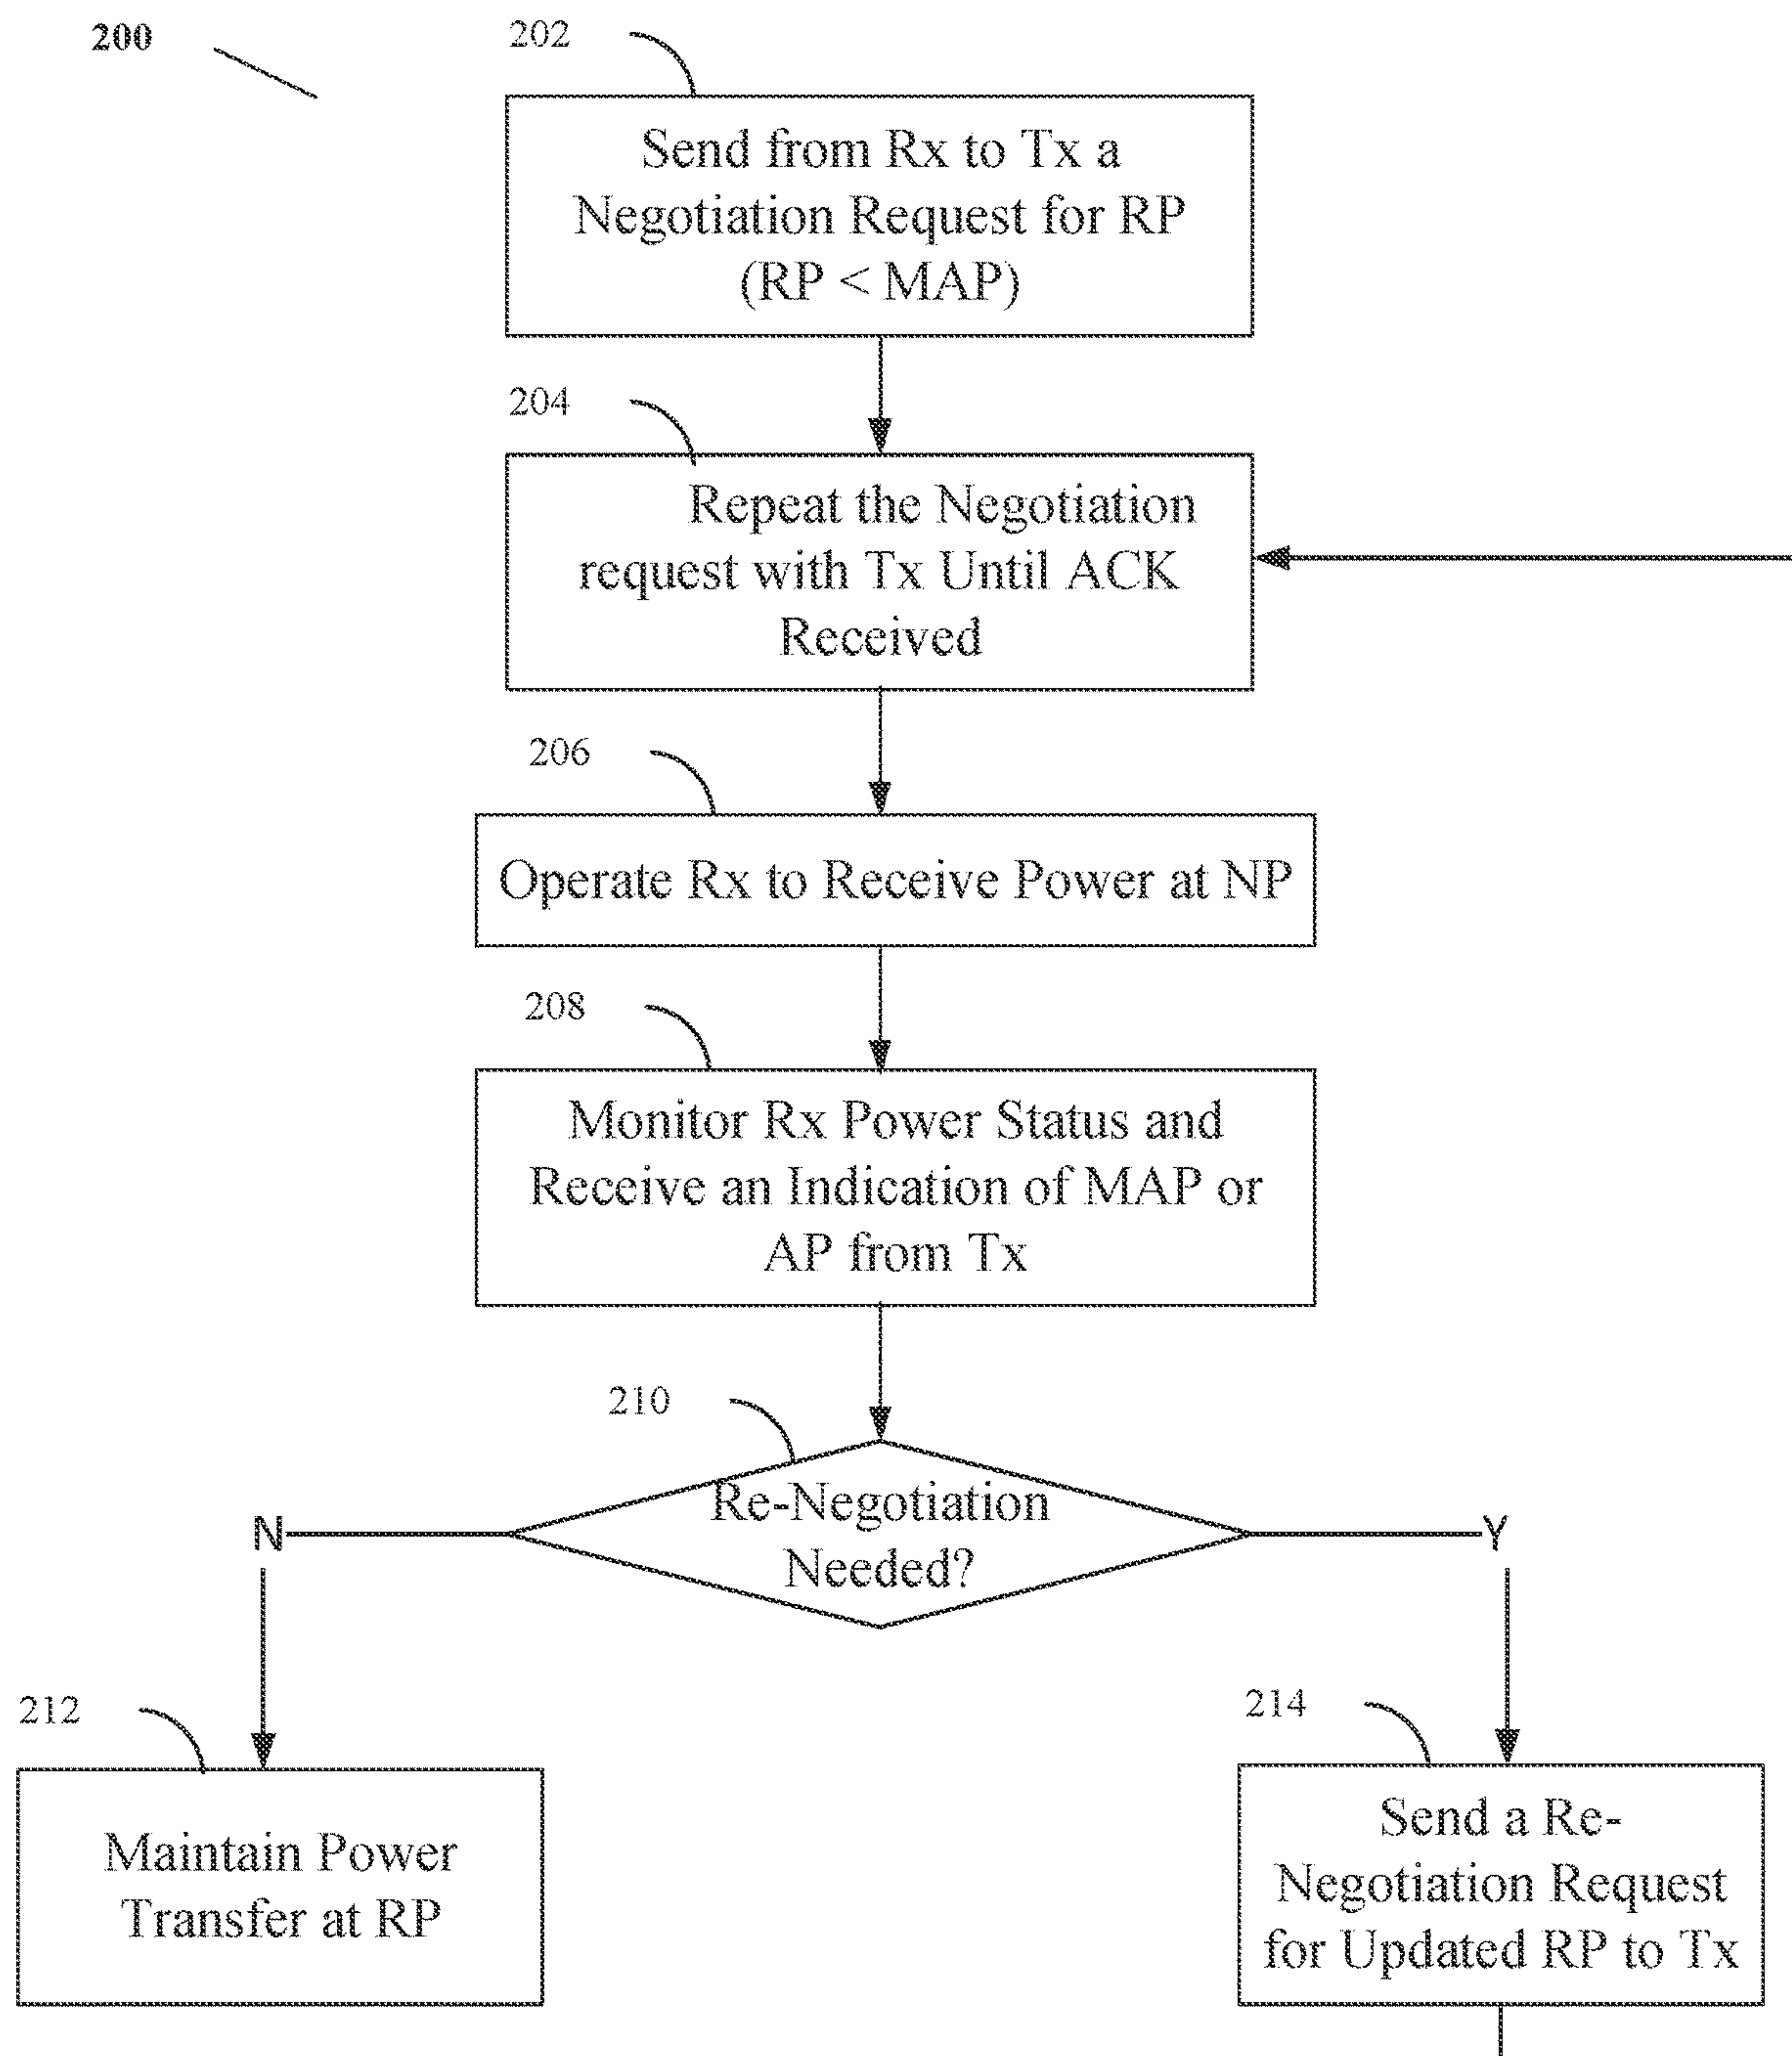 200
202
Send from Rx to Tx a
Negotiation Request for RP
(RP < MAP)
204
Repeat the Negotiation
request with Tx Until ACK
Received
206
Operate Rx to Receive Power at NP
208
Monitor Rx Power Status and
Receive an Indication of MAP or
AP from Tx
210
Re-Negotiation
Needed?
N
Y
212
Maintain Power
Transfer at RP
214
Send a Re-
Negotiation Request
for Updated RP to Tx